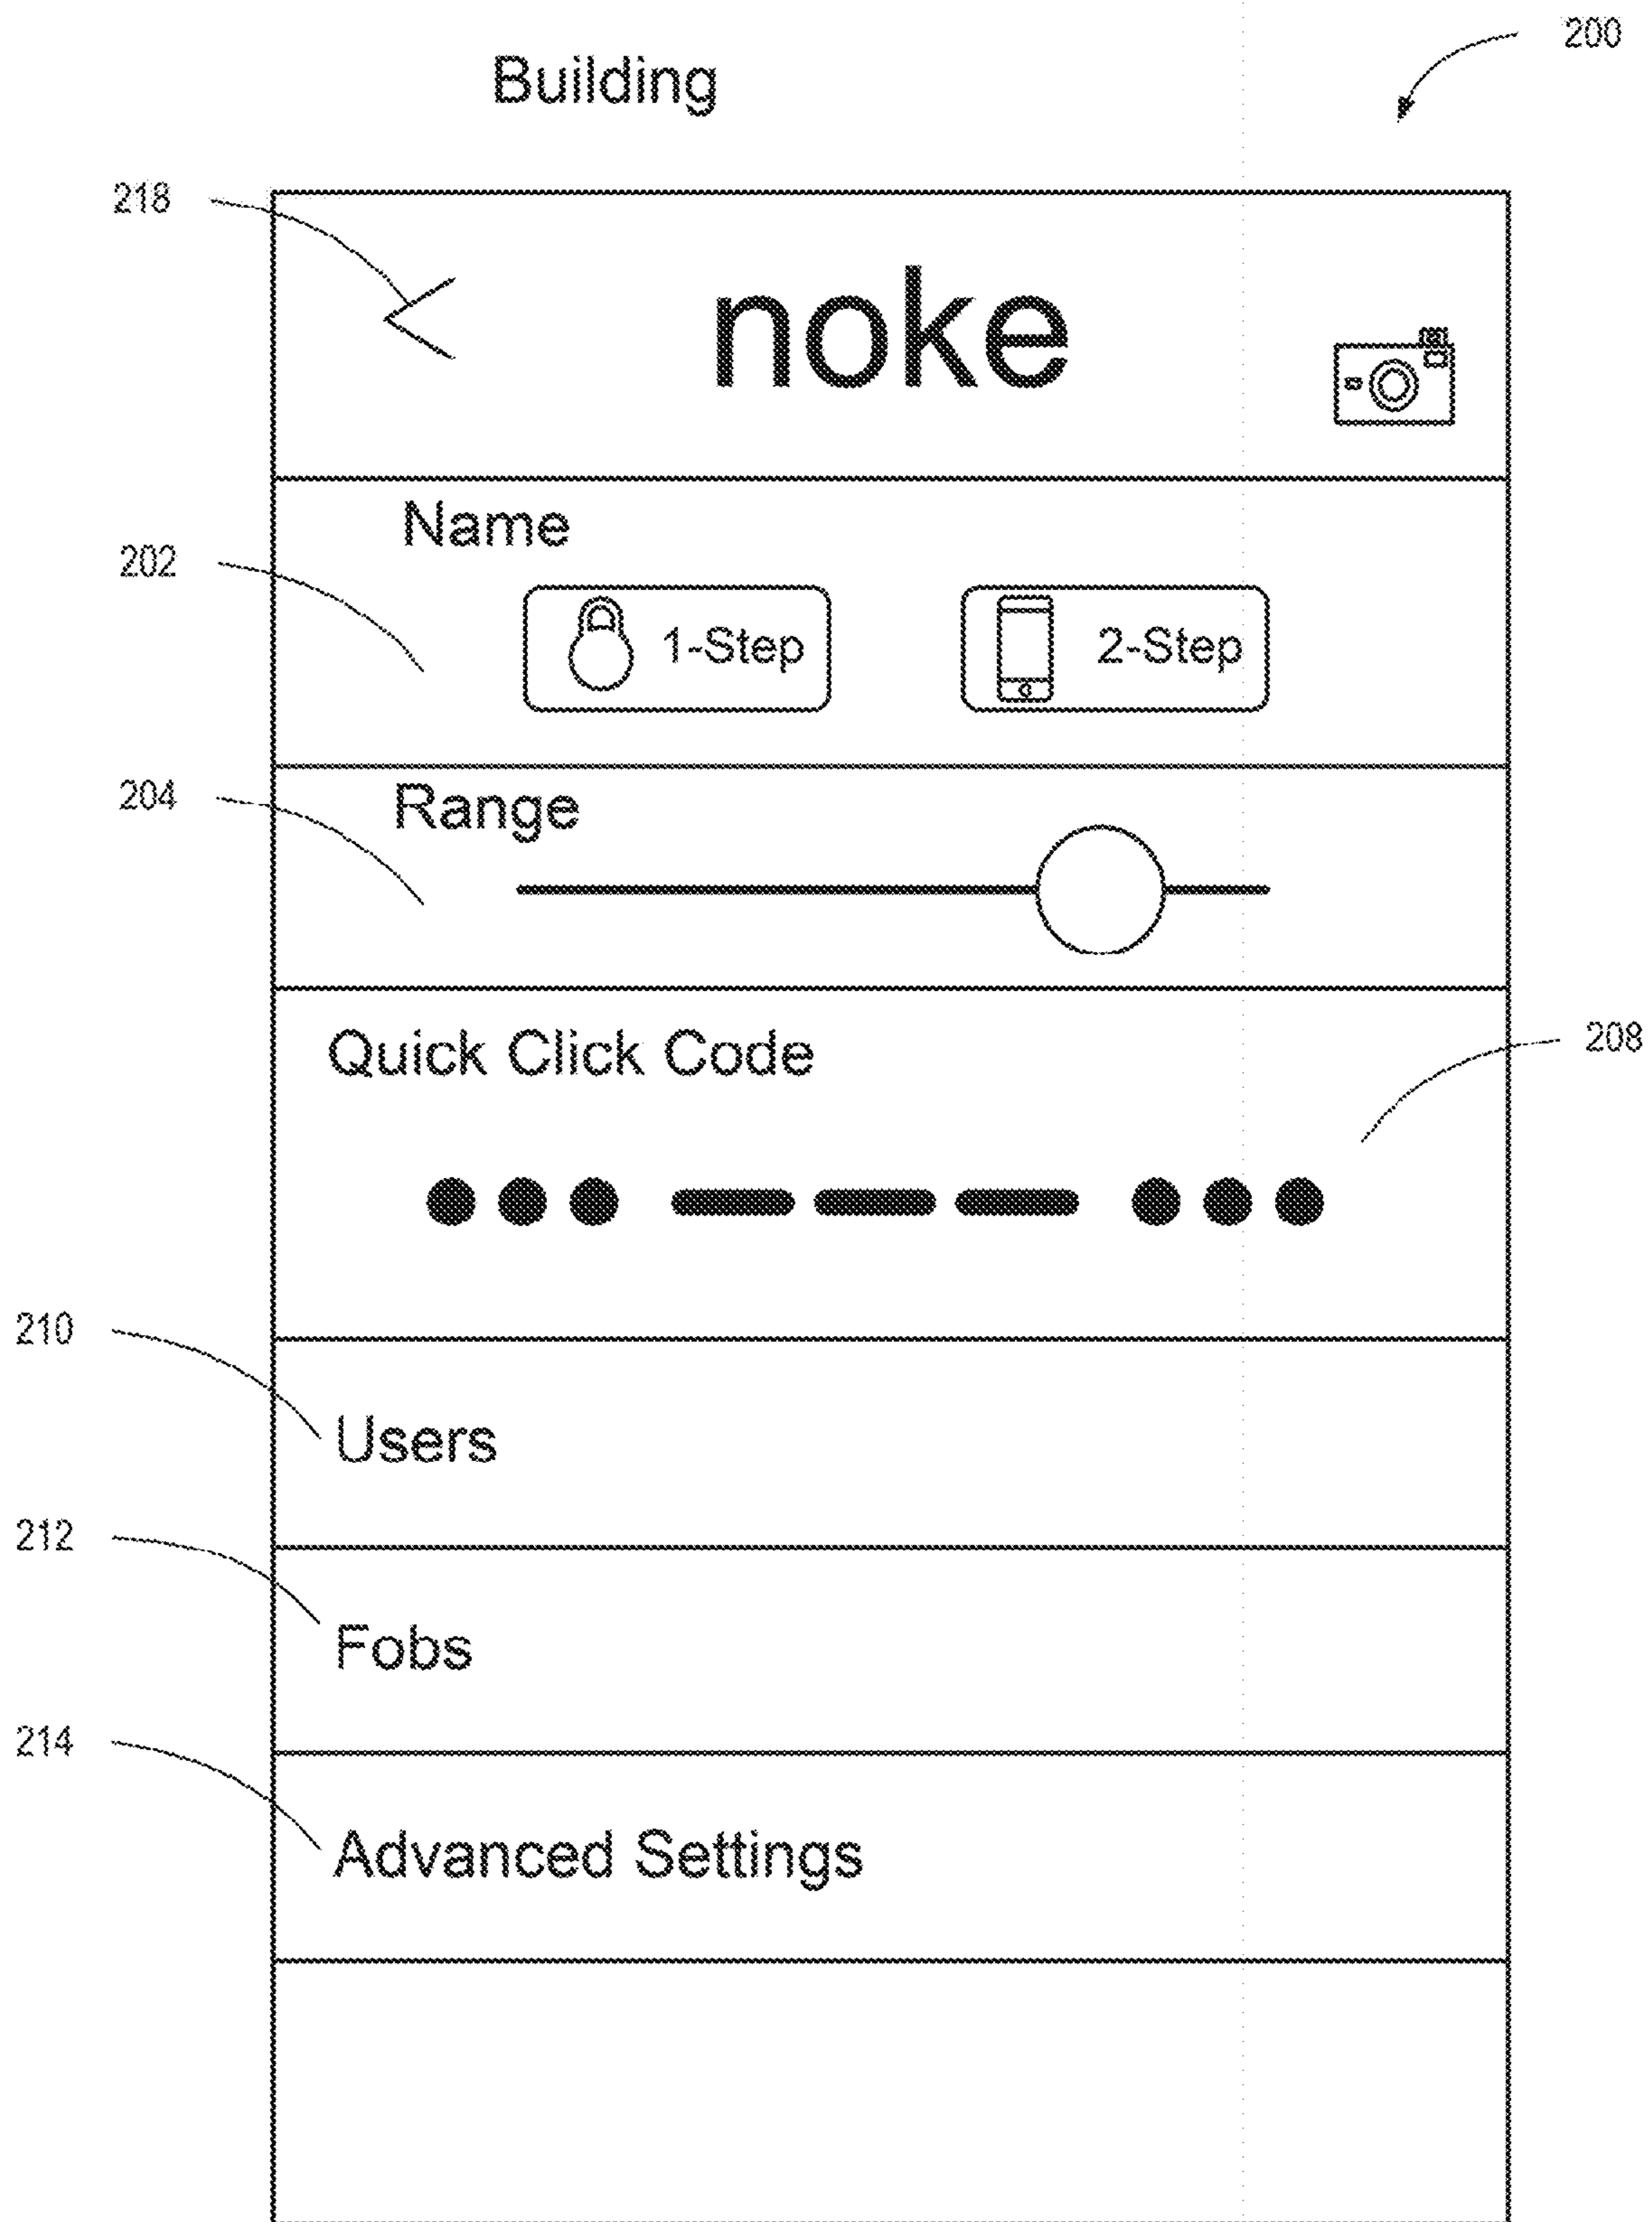 200
Building
218
noke
Name
202
1-Step 2-Step
204
Range
Quick Click Code
208
210
Users
212
Fobs
214
Advanced Settings